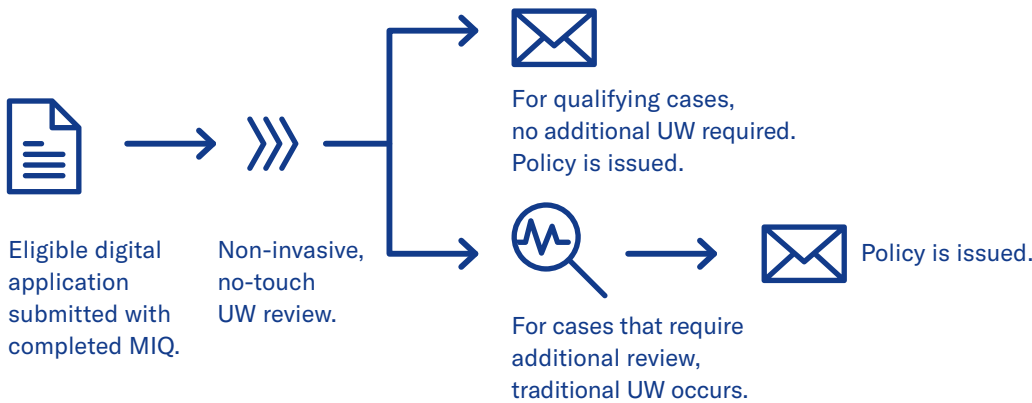 Eligible digital
application
submitted with
completed MIQ.
Non-invasive,
no-touch
UW review.
For qualifying cases,
no additional UW required.
Policy is issued.
For cases that require
additional review,
traditional UW occurs.
Policy is issued.